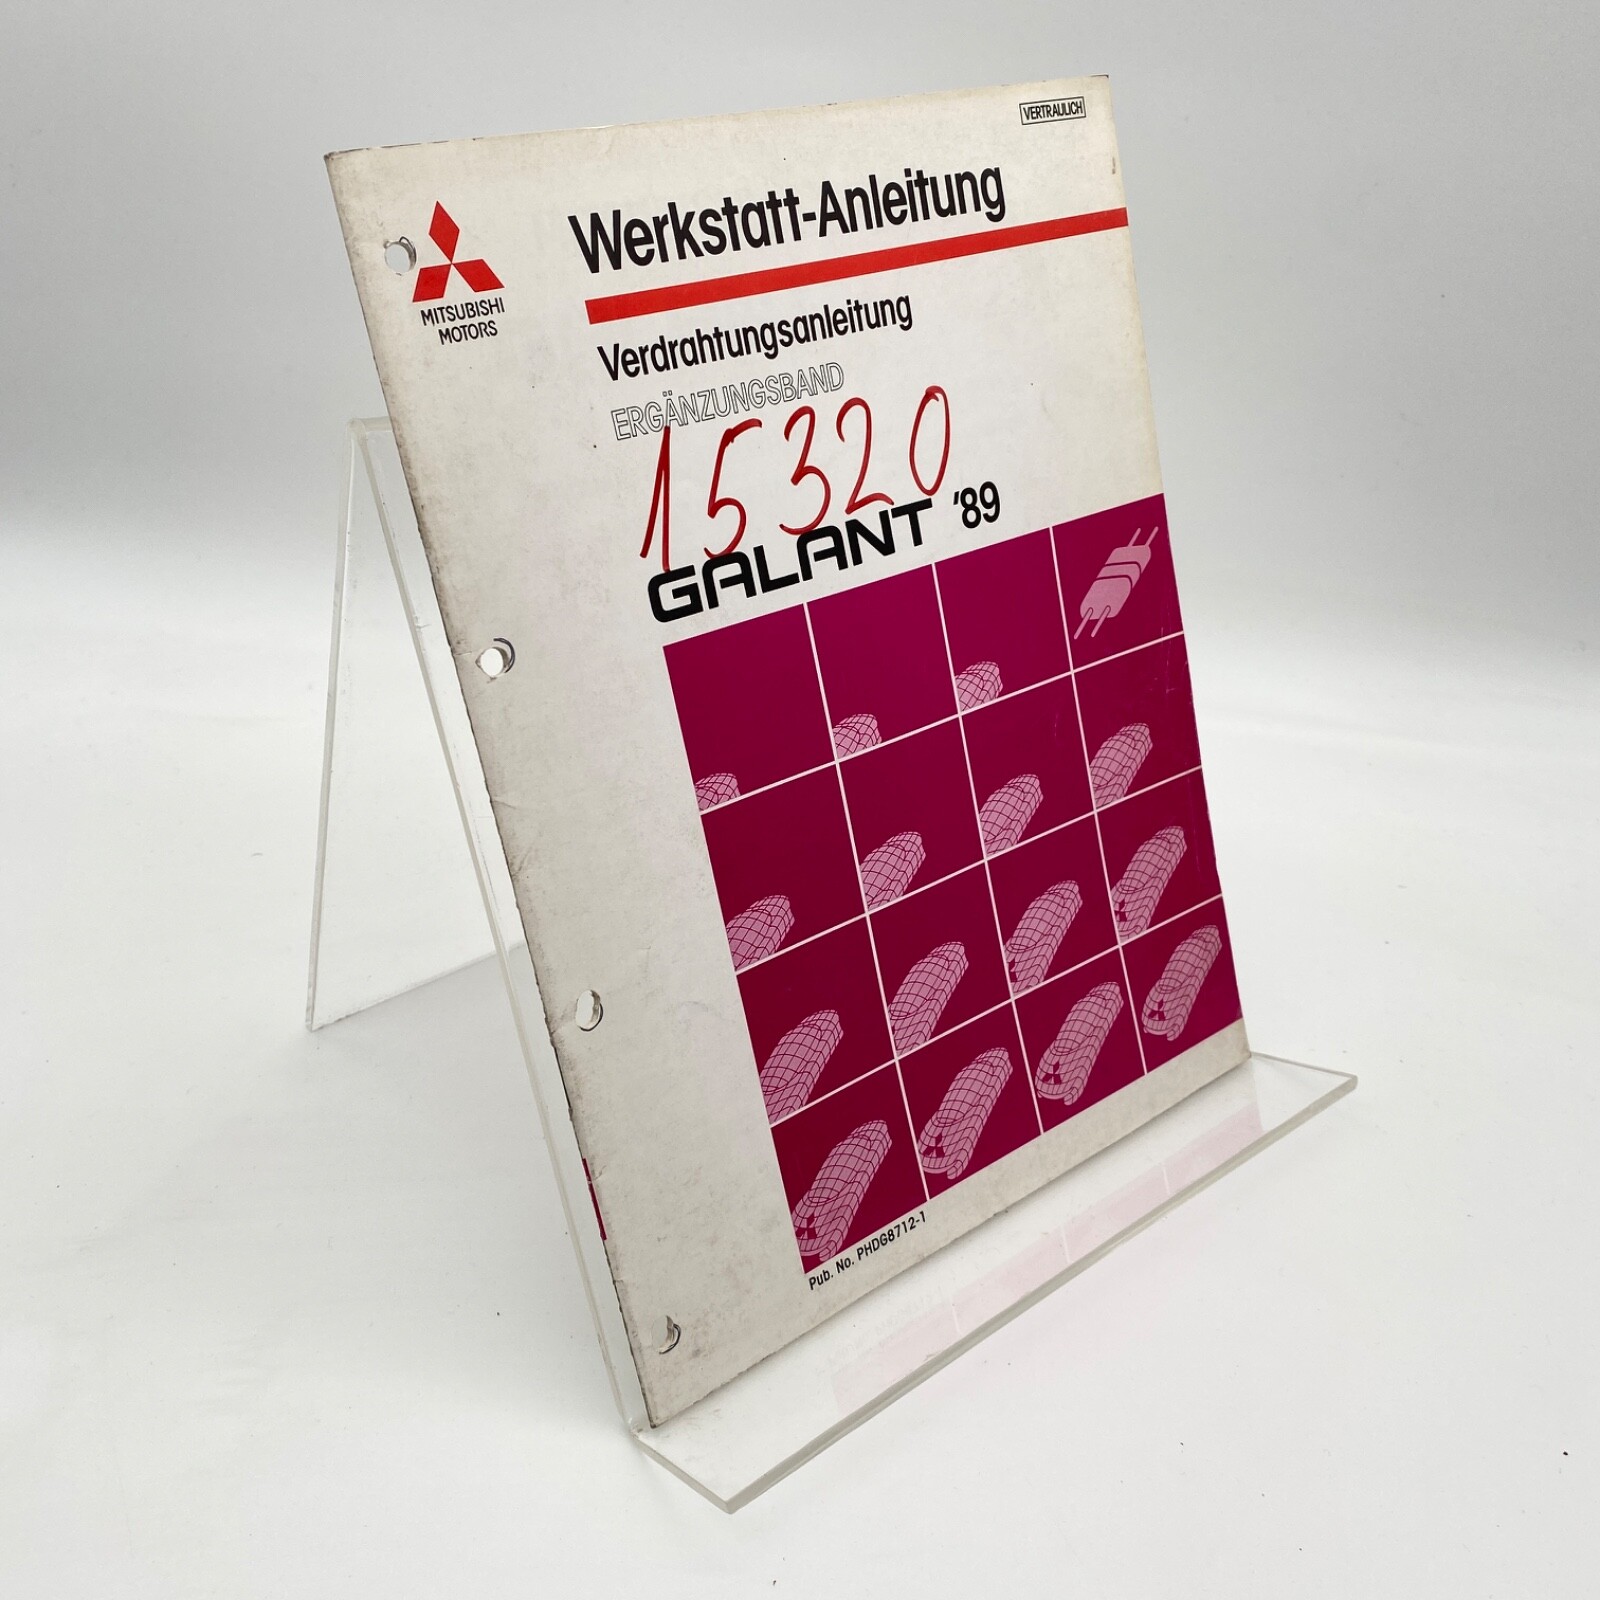 VERTRAULICH
Werkstatt-Anleitung
MITSUBISHI
MOTORS
Verdrahtungsanleitung
ERGÄNZUNGSBAND
15320
GALANT '89
Pub. No. PHDG8712-1